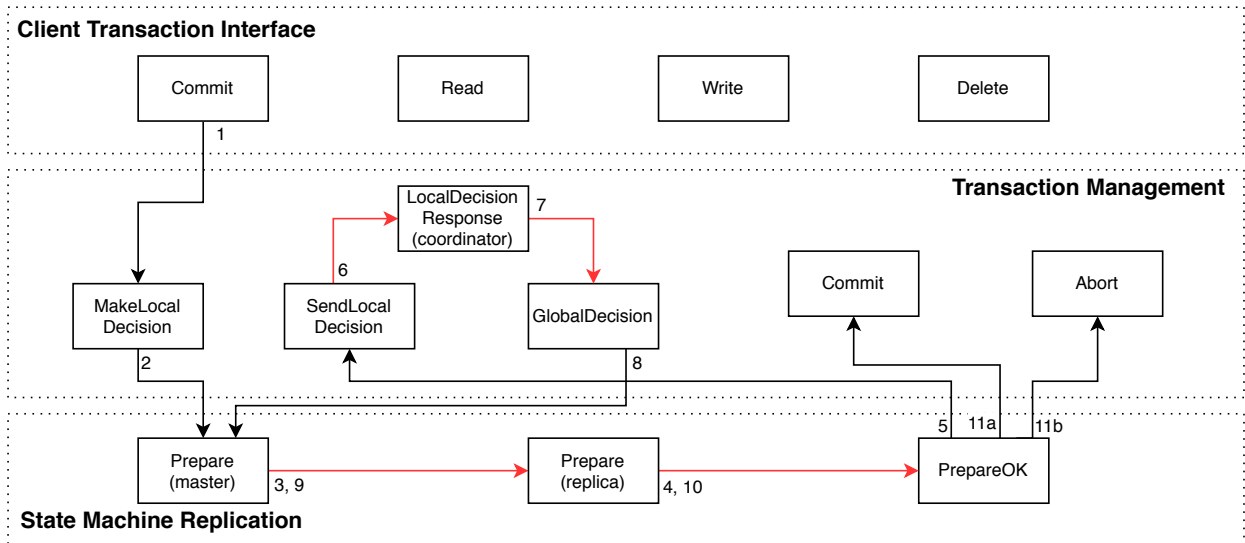 Client Transaction Interface
Commit
Read
Write
Delete
1
Transaction Management
LocalDecision
Response
(coordinator)
7
6
Commit
Abort
MakeLocal
Decision
SendLocal
Decision
GlobalDecision
2
8
5
11a
11b
Prepare
(master)
3, 9
Prepare
(replica)
4, 10
PrepareOK
State Machine Replication